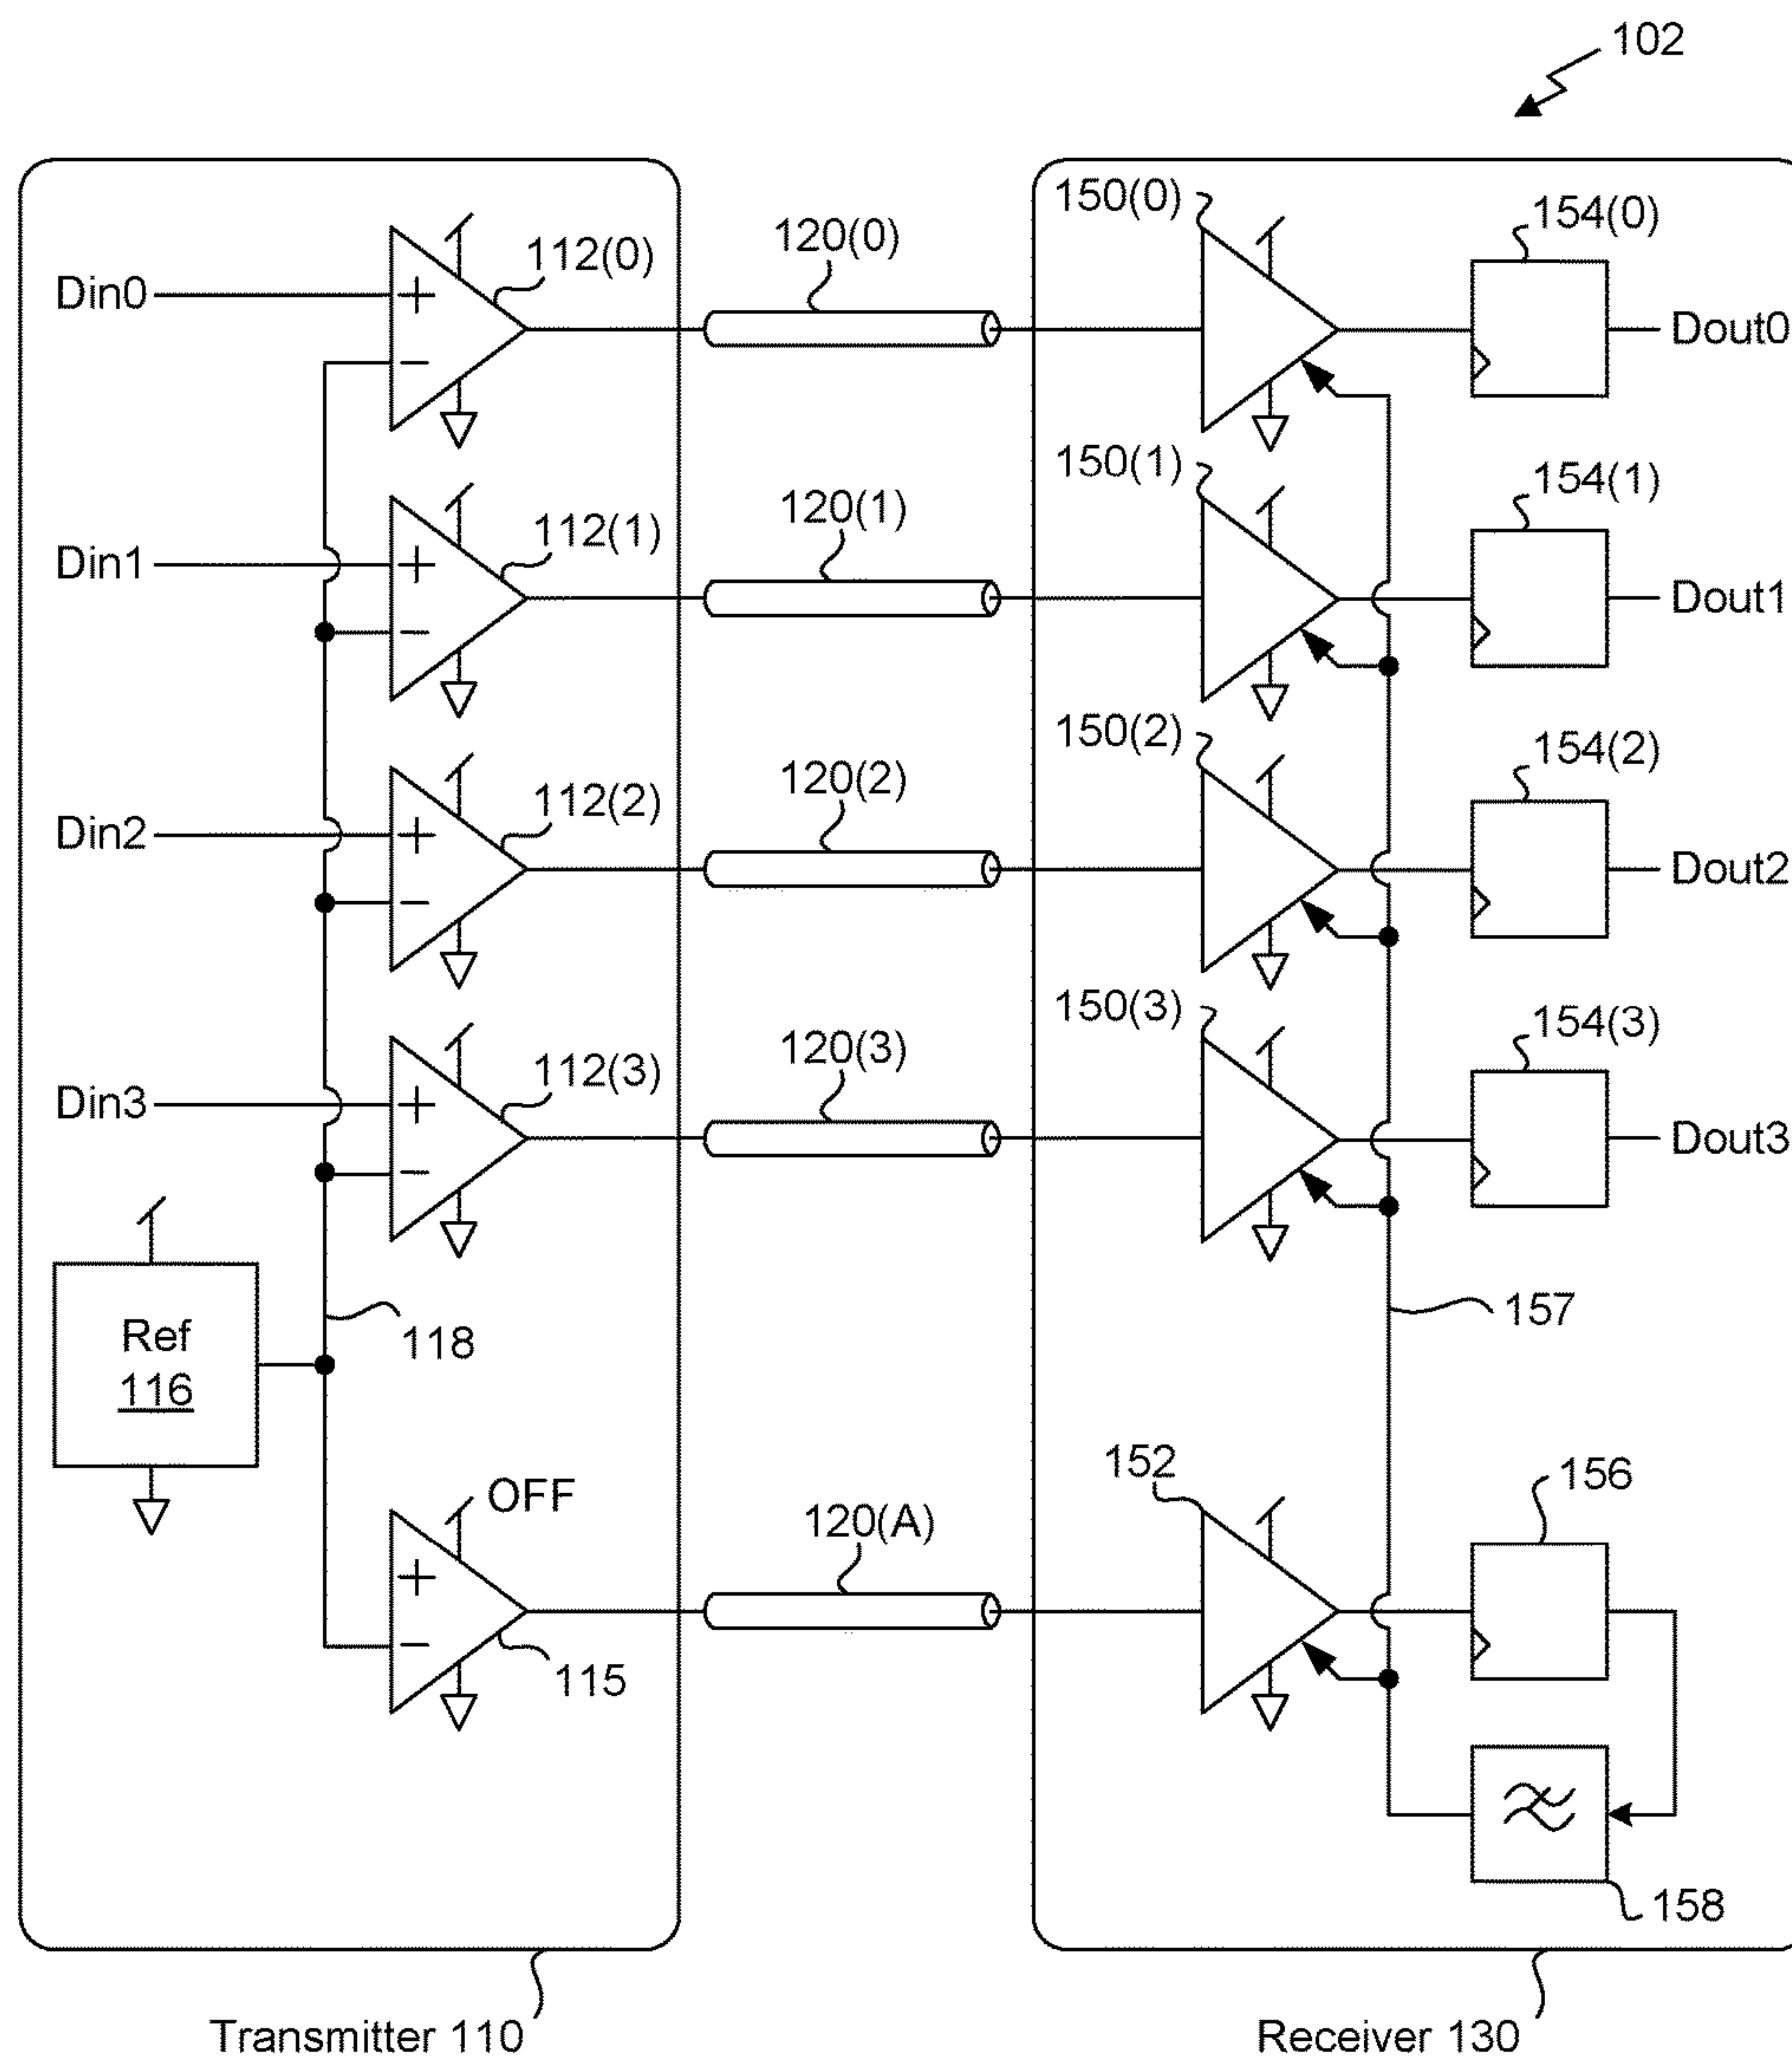 102
150(0)
154(0)
120(0)
112(0)
Din0
+
−
Dout0
150(1)
154(1)
120(1)
112(1)
Din1
+
−
Dout1
150(2)
154(2)
120(2)
112(2)
Din2
+
−
Dout2
150(3)
154(3)
120(3)
112(3)
Din3
+
−
Dout3
157
118
Ref
116
152
156
OFF
120(A)
+
−
115
158
Transmitter 110
Receiver 130